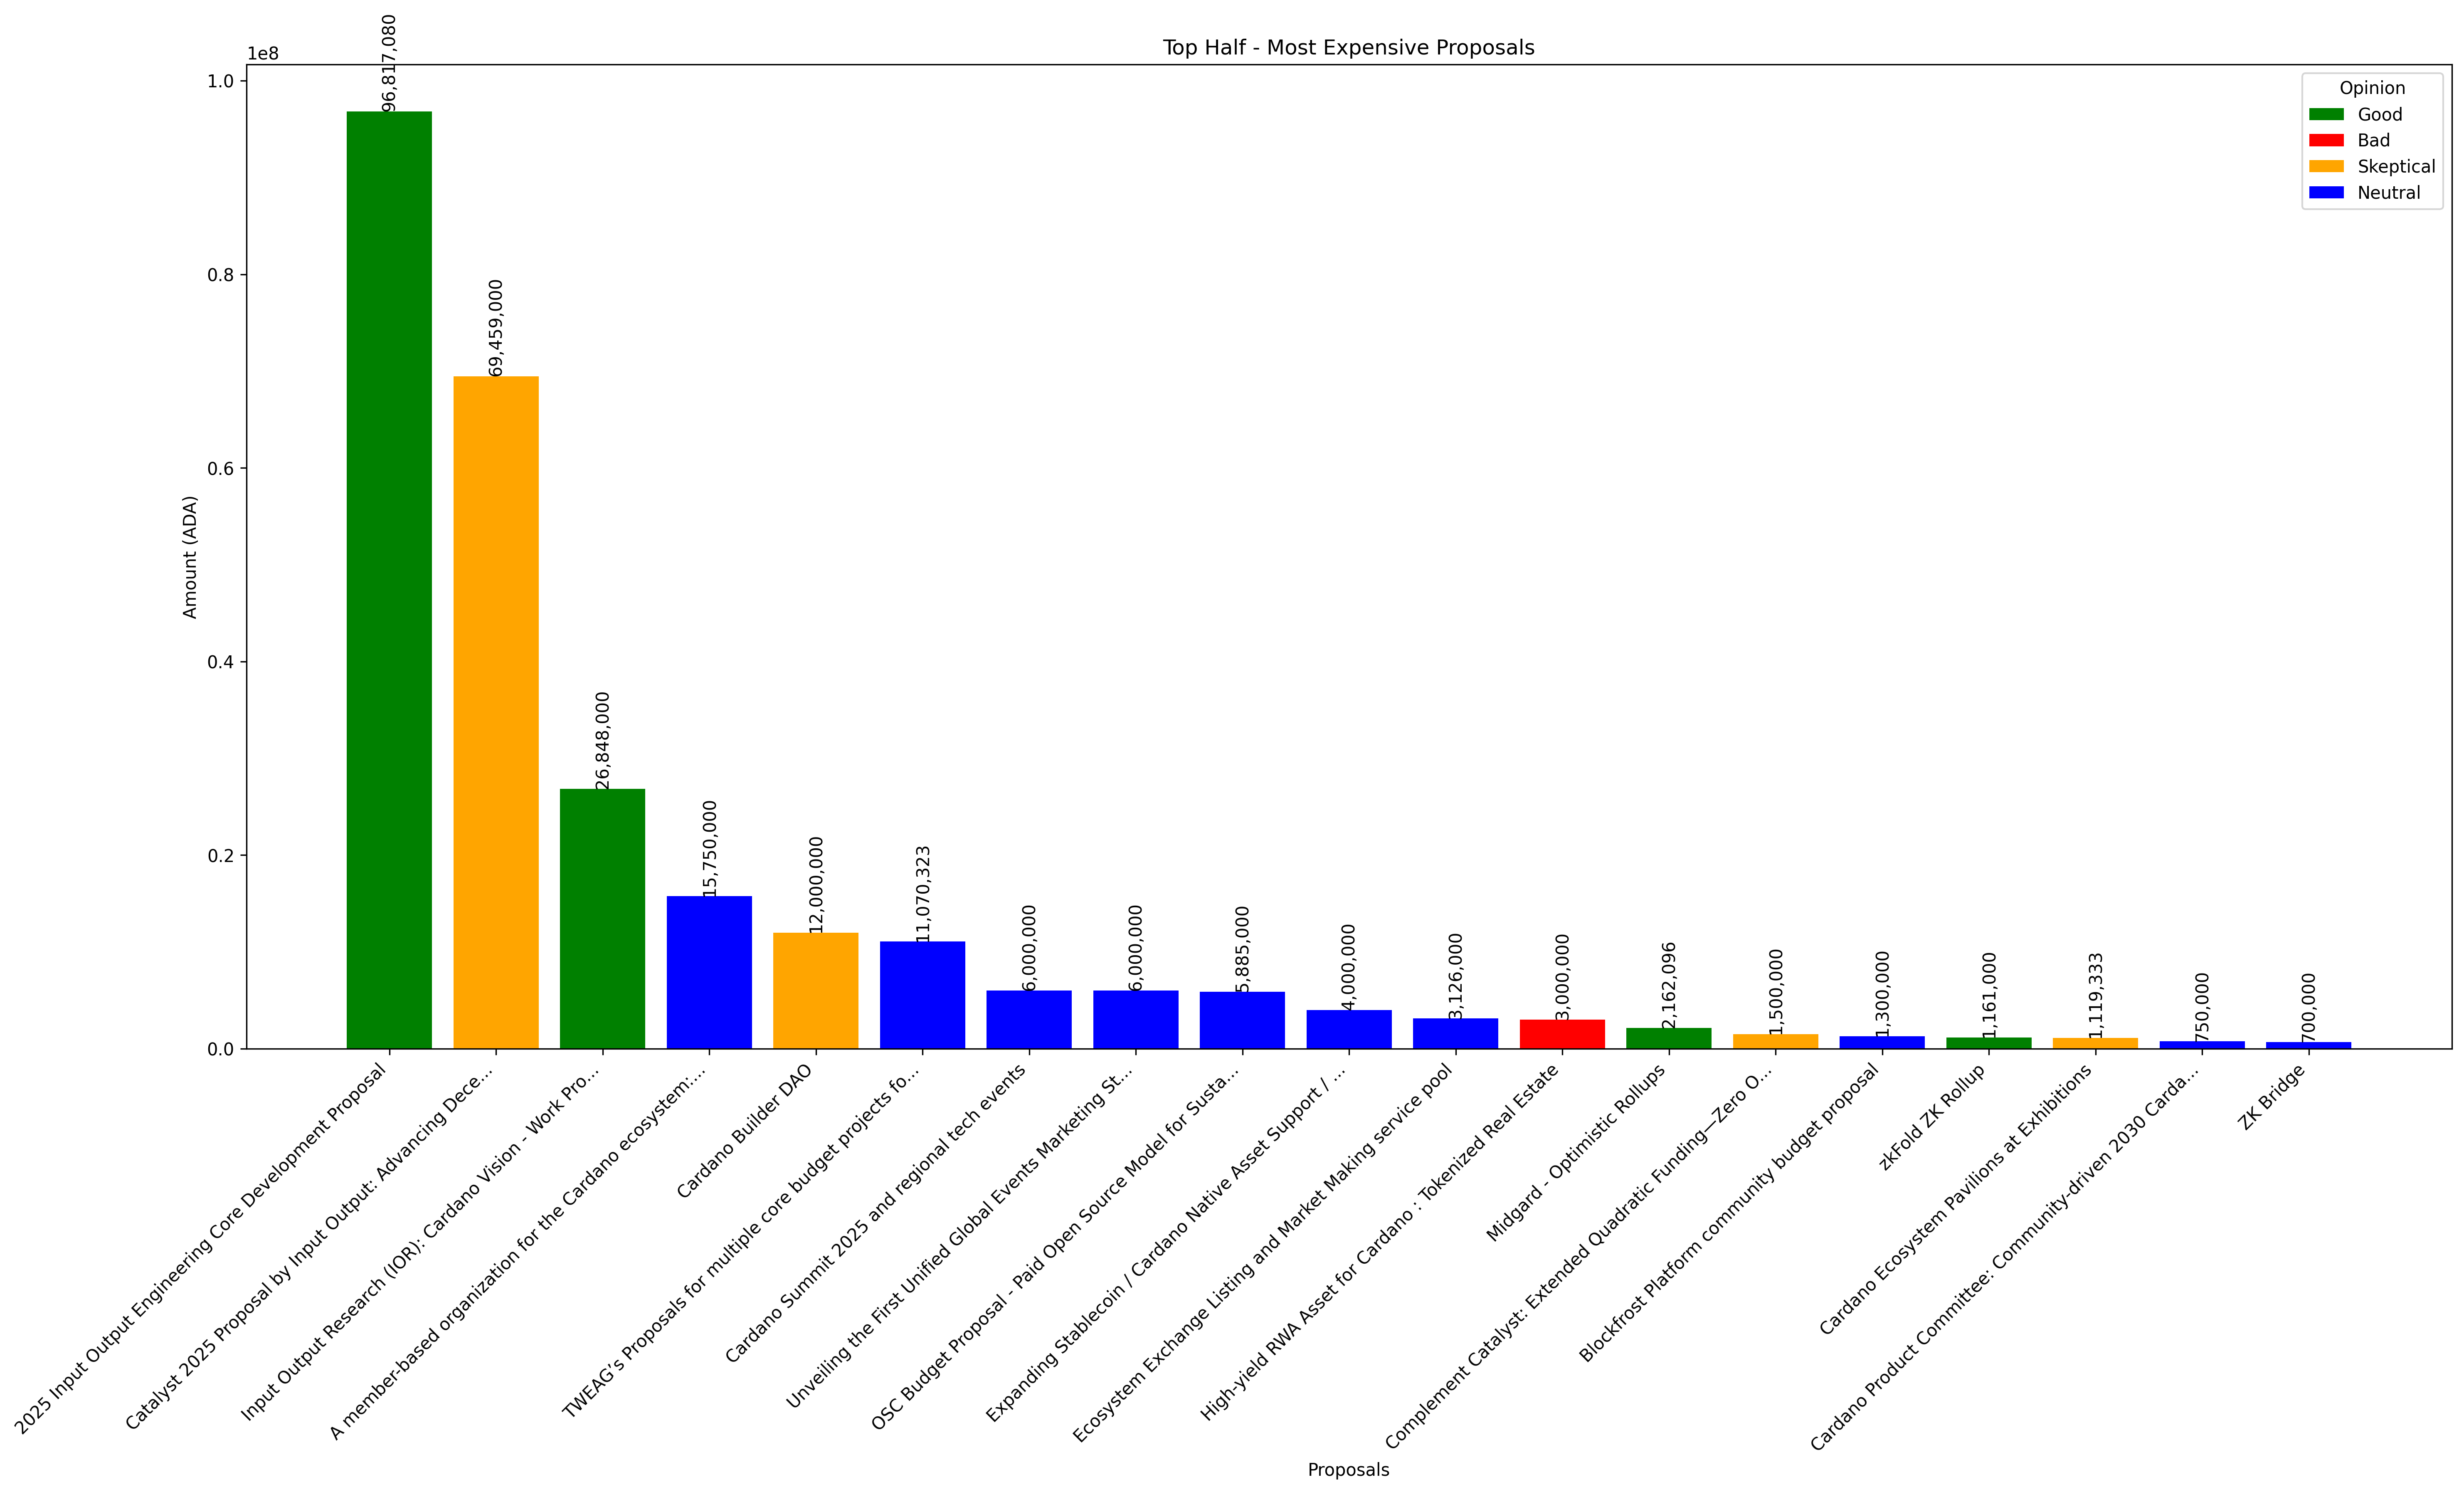 Top Half - Most Expensive Proposals
1e8
Amount (ADA)
1.0
0.8
0.6
0.4
0.2
0.0
Opinion
Good
Bad
Skeptical
Neutral
96,817,080
69,459,000
26,848,000
15,750,000
12,000,000
11,070,323
6,000,000
6,000,000
5,885,000
4,000,000
3,126,000
3,000,000
2,162,096
1,500,000
1,300,000
1,161,000
1,119,333
750,000
700,000
2025 Input Output Engineering Core Development Proposal
Catalyst 2025 Proposal by Input Output: Advancing Dece...
Input Output Research (IOR): Cardano Vision - Work Pro...
A member-based organization for the Cardano ecosystem:...
Cardano Builder DAO
TWEAG’s Proposals for multiple core budget projects fo...
Cardano Summit 2025 and regional tech events
Unveiling the First Unified Global Events Marketing St...
OSC Budget Proposal - Paid Open Source Model for Susta...
Expanding Stablecoin / Cardano Native Asset Support / ...
Ecosystem Exchange Listing and Market Making service pool
High-yield RWA Asset for Cardano : Tokenized Real Estate
Midgard - Optimistic Rollups
Complement Catalyst: Extended Quadratic Funding—Zero O...
Blockfrost Platform community budget proposal
zkFold ZK Rollup
Cardano Ecosystem Pavilions at Exhibitions
Cardano Product Committee: Community-driven 2030 Carda...
ZK Bridge
Proposals